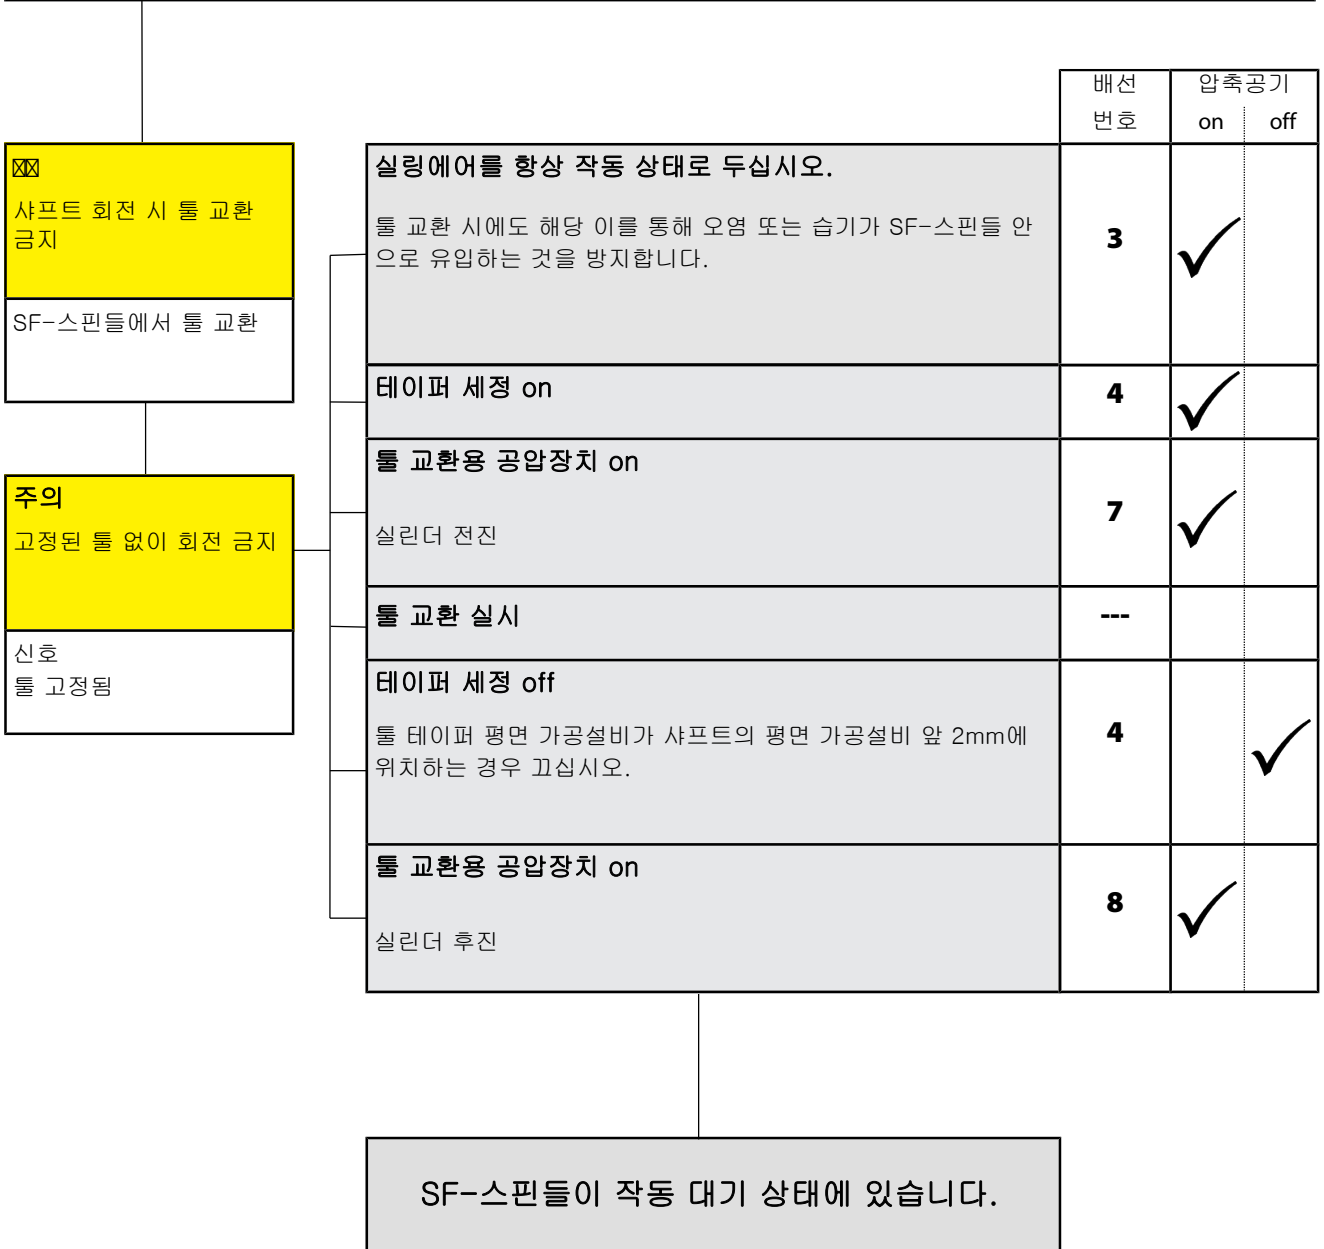 배선
번호
압축공기
on off
샤프트 회전 시 툴 교환
금지
SF-스핀들에서 툴 교환
주의
고정된 툴 없이 회전 금지
신호
툴 고정됨
실링에어를 항상 작동 상태로 두십시오.
툴 교환 시에도 해당 이를 통해 오염 또는 습기가 SF-스핀들 안
으로 유입하는 것을 방지합니다.
3
테이퍼 세정 on
4
툴 교환용 공압장치 on
실린더 전진
7
툴 교환 실시
---
테이퍼 세정 off
툴 테이퍼 평면 가공설비가 샤프트의 평면 가공설비 앞 2mm에
위치하는 경우 끄십시오.
4
툴 교환용 공압장치 on
실린더 후진
8
SF-스핀들이 작동 대기 상태에 있습니다.